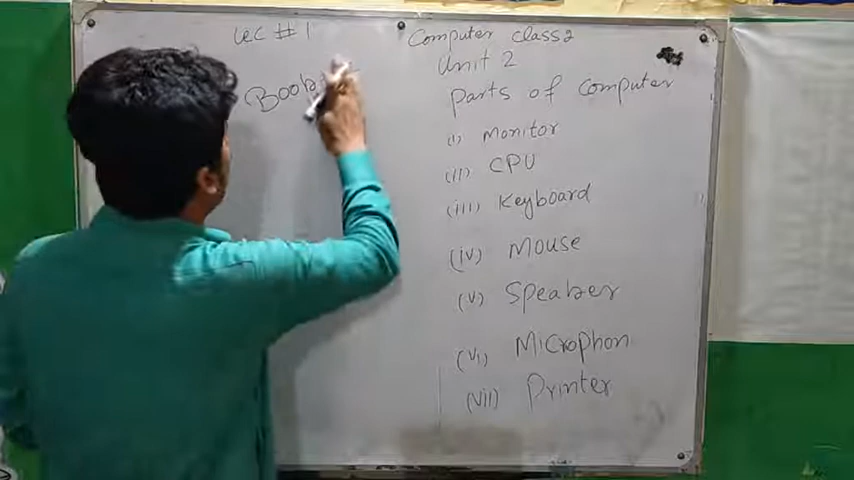 Lec # 1
Book
Computer Class 2
Unit 2
Parts of Computer
(i) Monitor
(ii) CPU
(iii) Keyboard
(iv) Mouse
(v) Speaker
(vi) Microphon
(vii) Printer